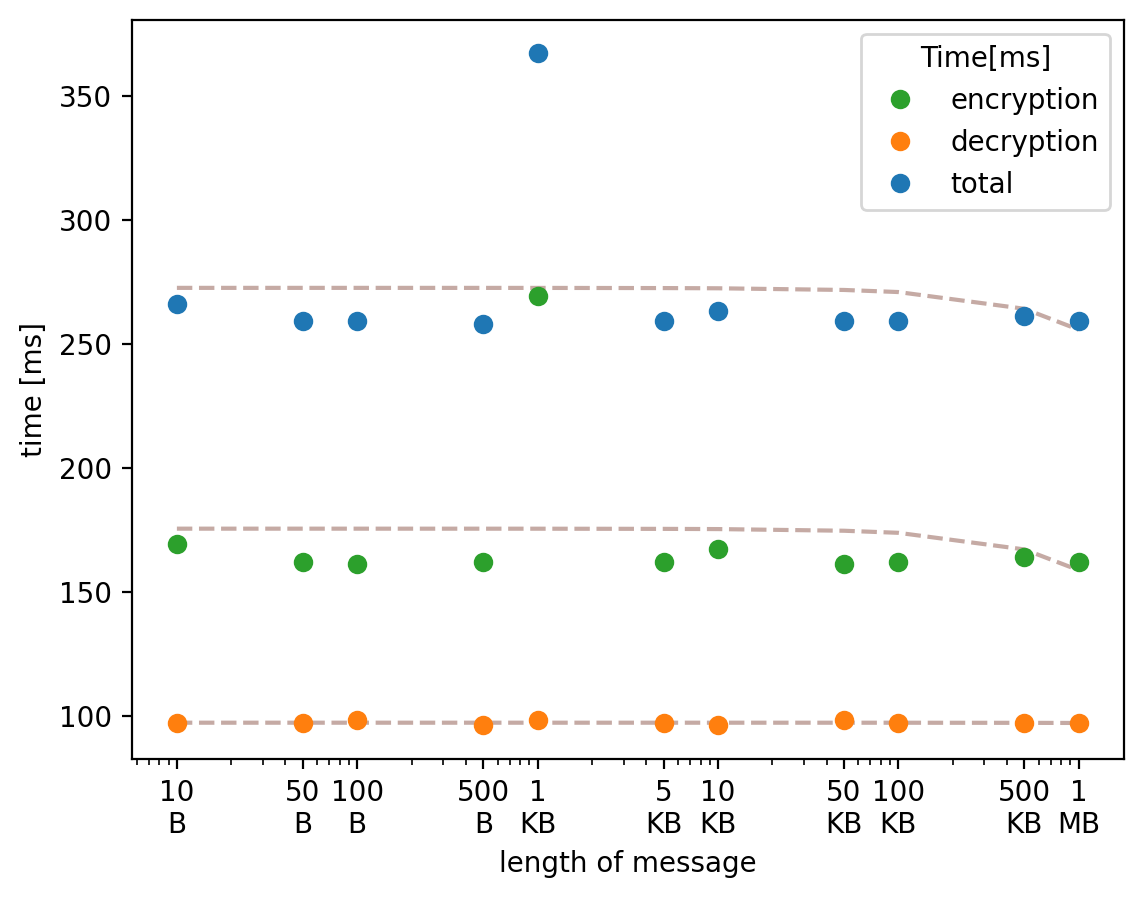 Time[ms]
encryption
decryption
total
350
300
250
200
150
100
time [ms]
10 50 100 500 1 5 10 50 100 500 1
B B B B KB KB KB KB KB KB MB
length of message